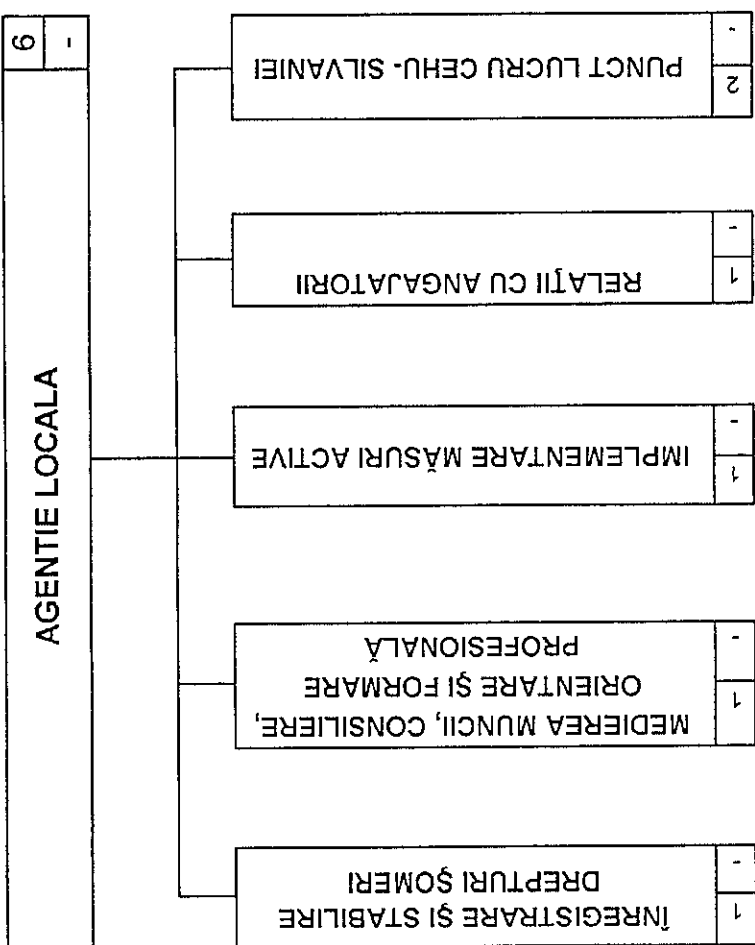 AGENTIE LOCALA
6
-
ÎNREGISTRARE ŞI STABILIRE
DREPTURI ŞOMERI
1
-
MEDIEREA MUNCII, CONSILIERE,
ORIENTARE ŞI FORMARE
PROFESIONALĂ
1
-
IMPLEMENTARE MĂSURI ACTIVE
1
-
RELAŢII CU ANGAJATORII
1
-
PUNCT LUCRU CEHU- SILVANIEI
2
-